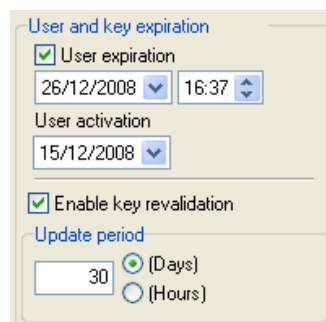 User and key expiration
User expiration
26/12/2008 16:37
User activation
15/12/2008
Enable key revalidation
Update period
30 (Days)
(Hours)